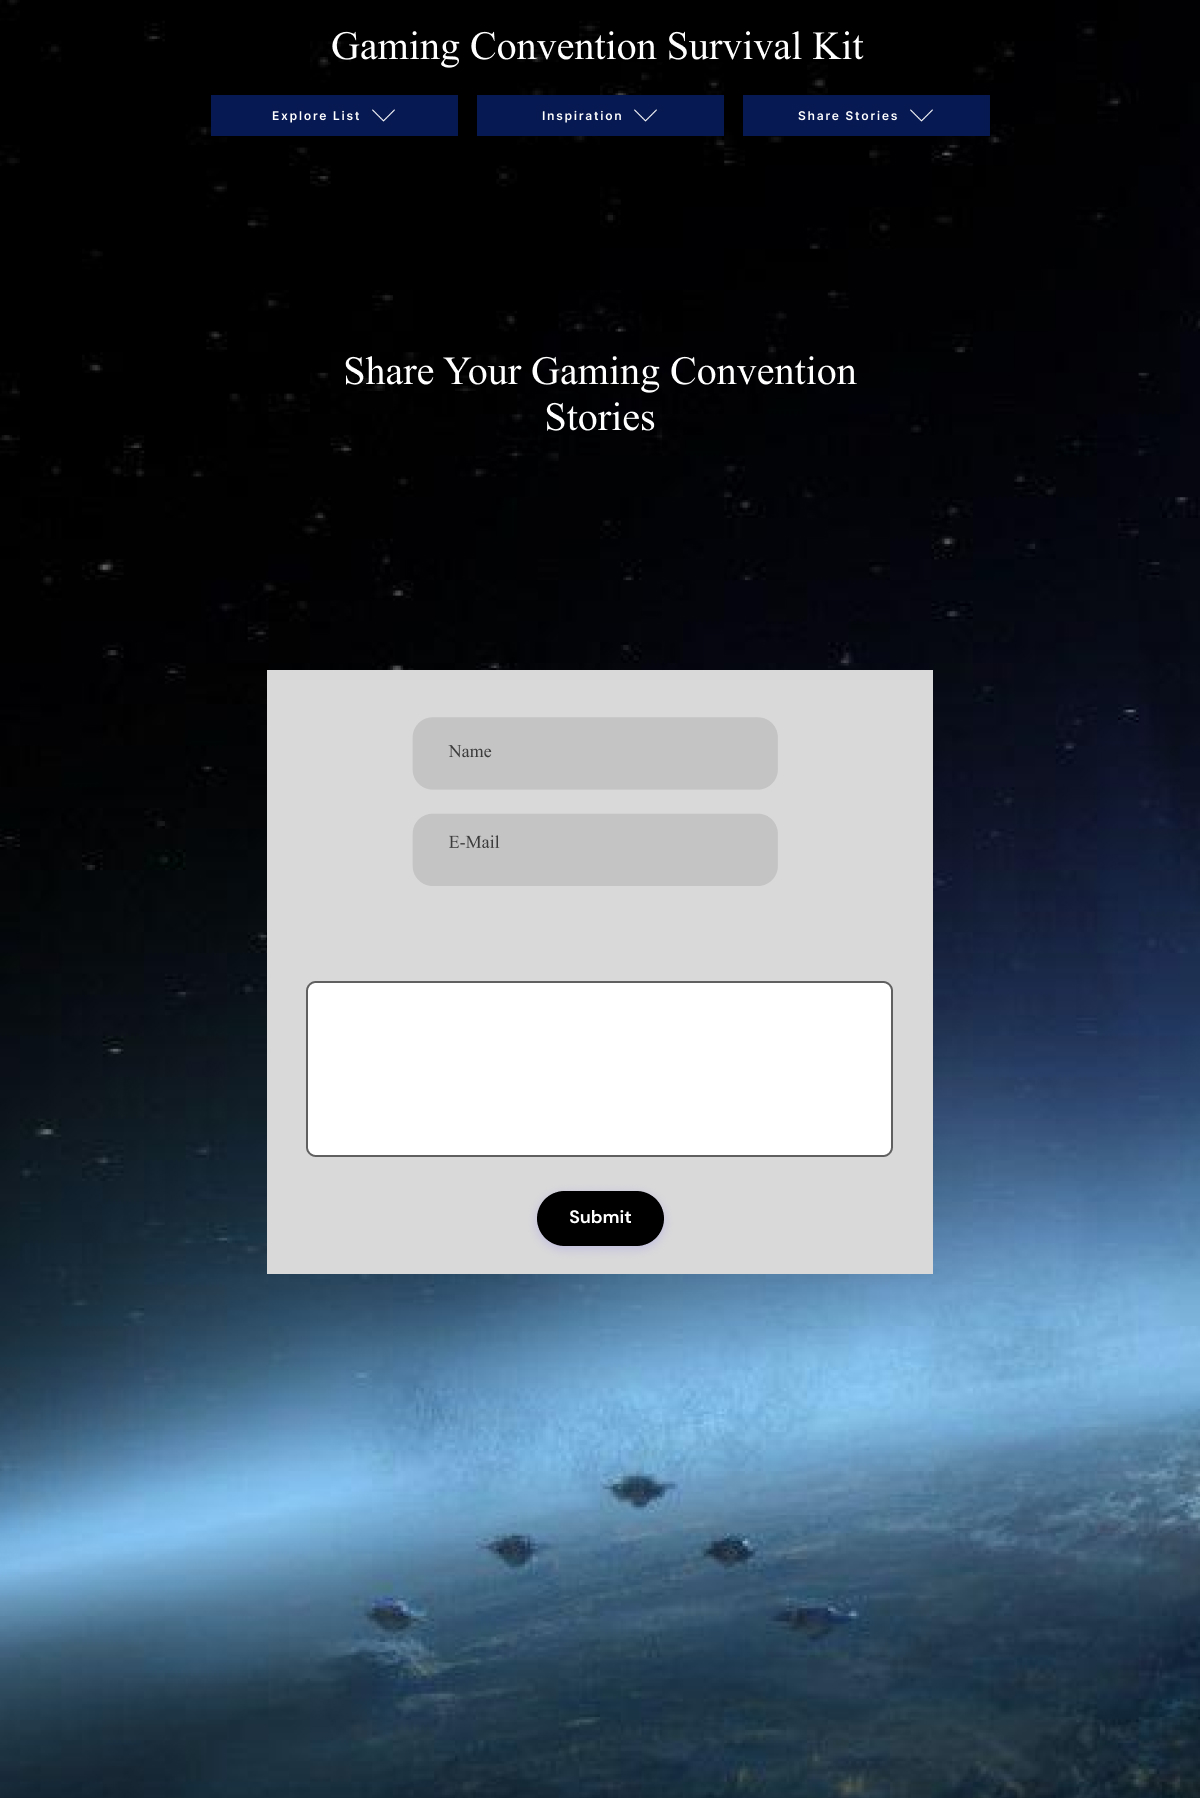 Gaming Convention Survival Kit
Explore List
Inspiration
Share Stories
Share Your Gaming Convention
Stories
Name
E-Mail
Submit